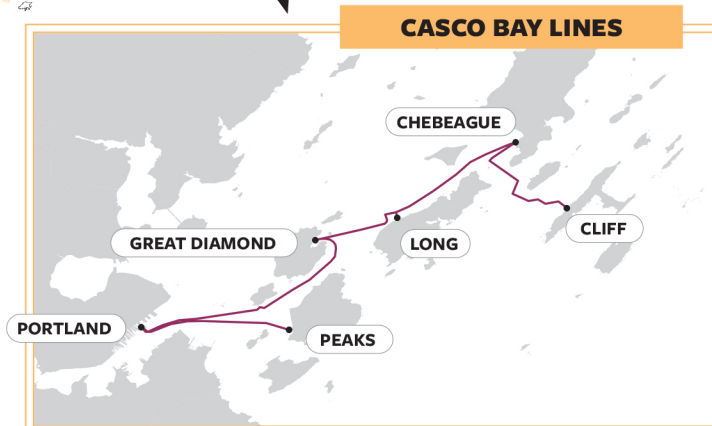 CASCO BAY LINES
CHEBEAGUE
CLIFF
GREAT DIAMOND
LONG
PORTLAND
PEAKS